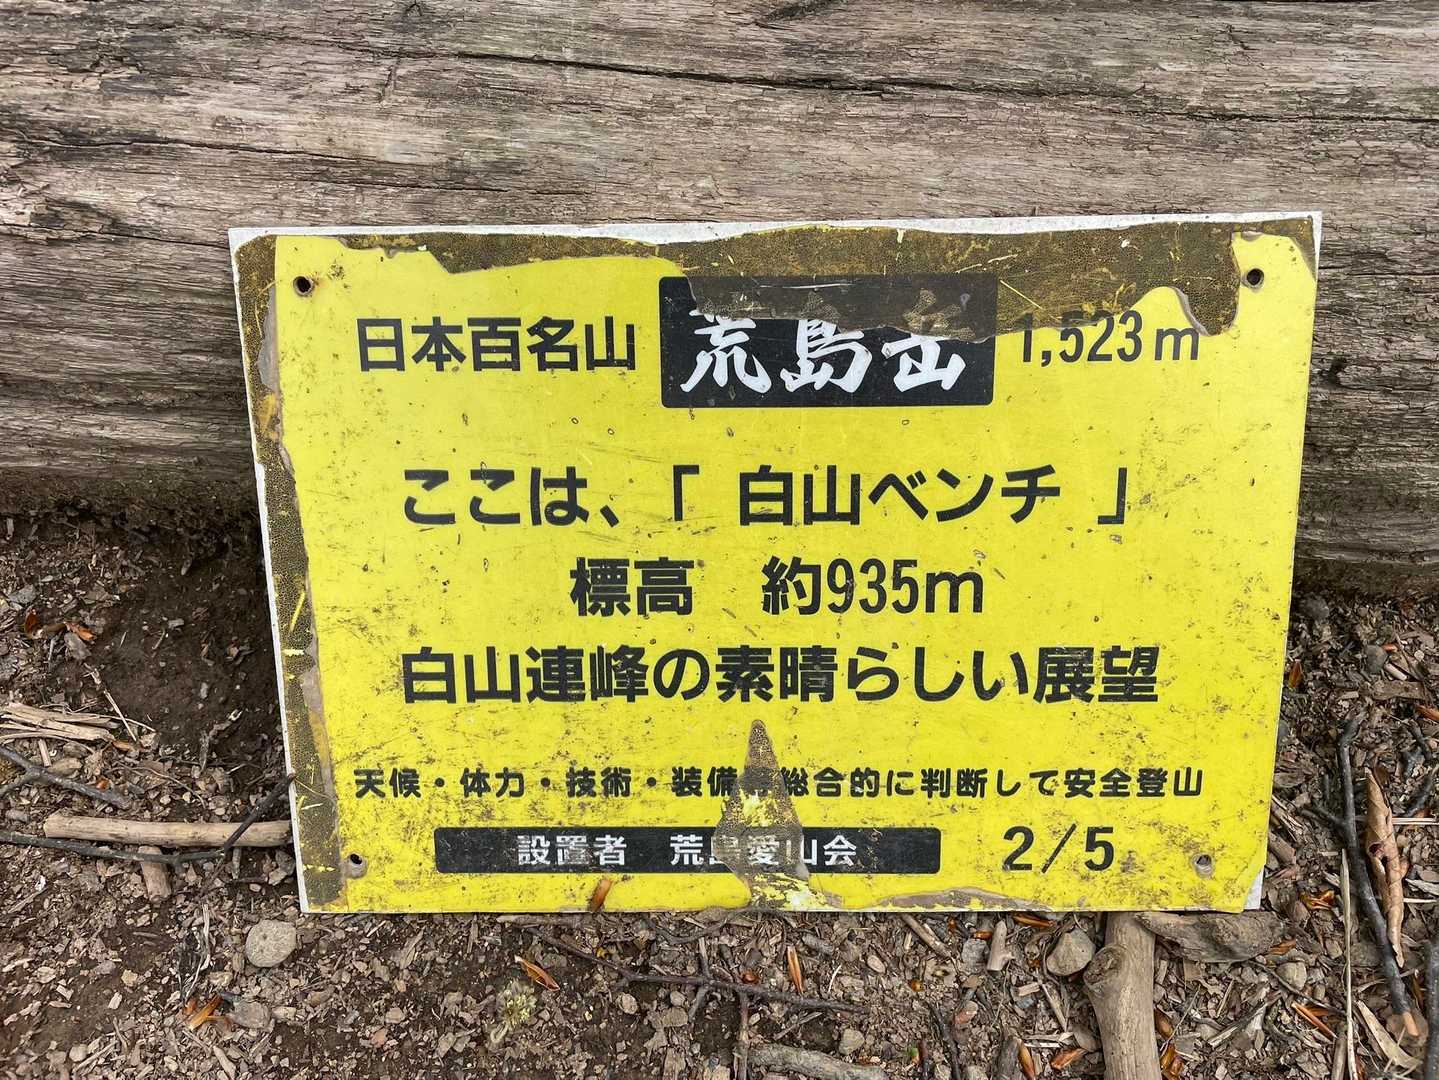 日本百名山 荒島岳 1,523m
ここは、「 白山ベンチ 」
標高 約935m
白山連峰の素晴らしい展望
天候・体力・技術・装備等総合的に判断して安全登山
設置者 荒島愛山会 2/5